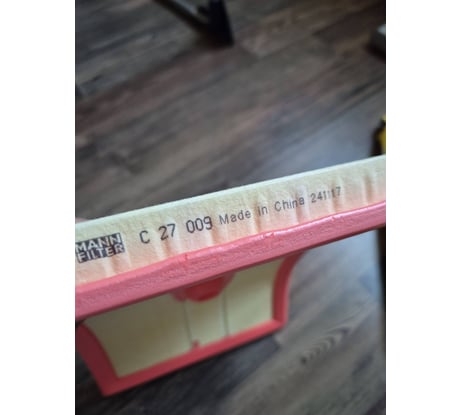 MANN
FILTER
C 27 009 Made in China 241117